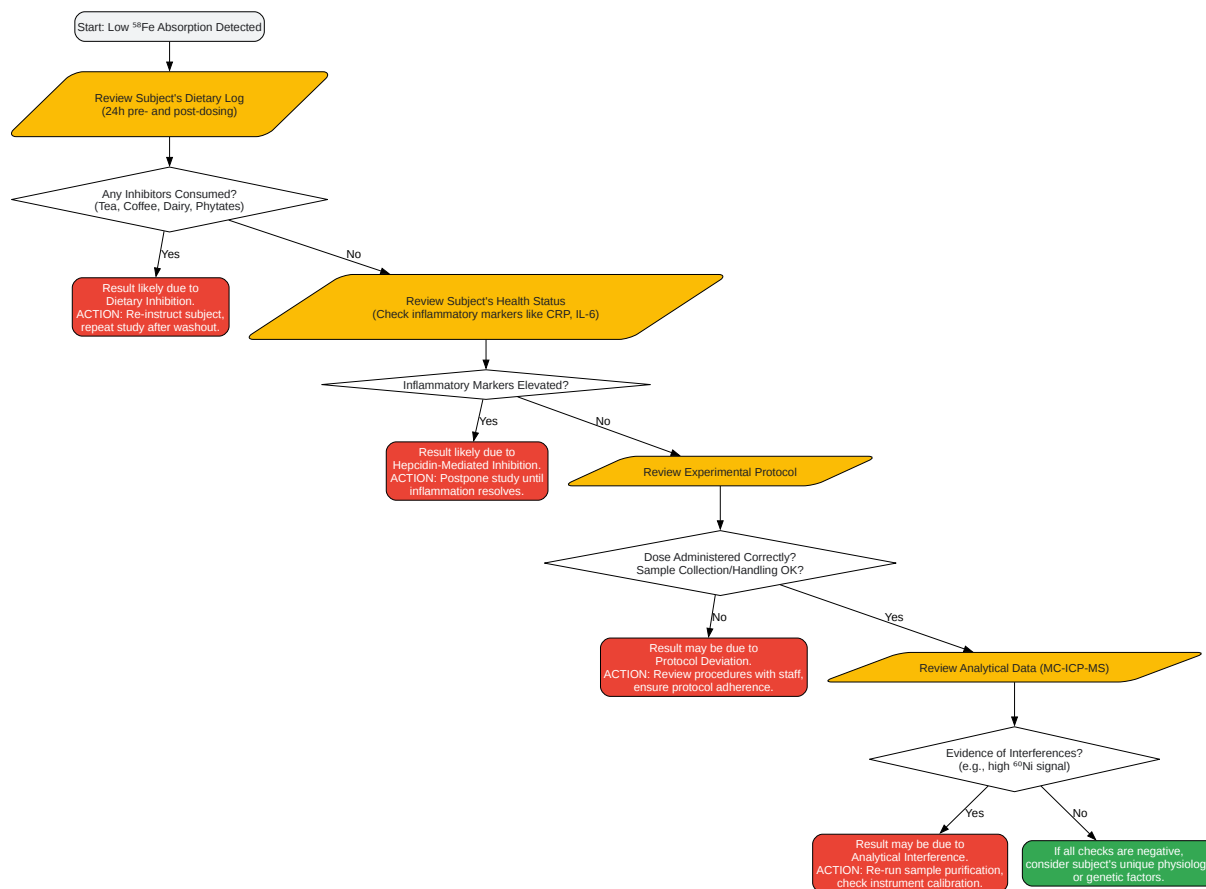 Start: Low ⁵⁸Fe Absorption Detected
Review Subject's Dietary Log
(24h pre- and post-dosing)
Any Inhibitors Consumed?
(Tea, Coffee, Dairy, Phytates)
Yes
No
Result likely due to
Dietary Inhibition.
ACTION: Re-instruct subject,
repeat study after washout.
Review Subject's Health Status
(Check inflammatory markers like CRP, IL-6)
Inflammatory Markers Elevated?
Yes
No
Result likely due to
Hepcidin-Mediated Inhibition.
ACTION: Postpone study until
inflammation resolves.
Review Experimental Protocol
Dose Administered Correctly?
Sample Collection/Handling OK?
No
Yes
Result may be due to
Protocol Deviation.
ACTION: Review procedures with staff,
ensure protocol adherence.
Review Analytical Data (MC-ICP-MS)
Evidence of Interferences?
(e.g., high ⁶⁰Ni signal)
Yes
No
Result may be due to
Analytical Interference.
ACTION: Re-run sample purification,
check instrument calibration.
If all checks are negative,
consider subject's unique physiolog
or genetic factors.